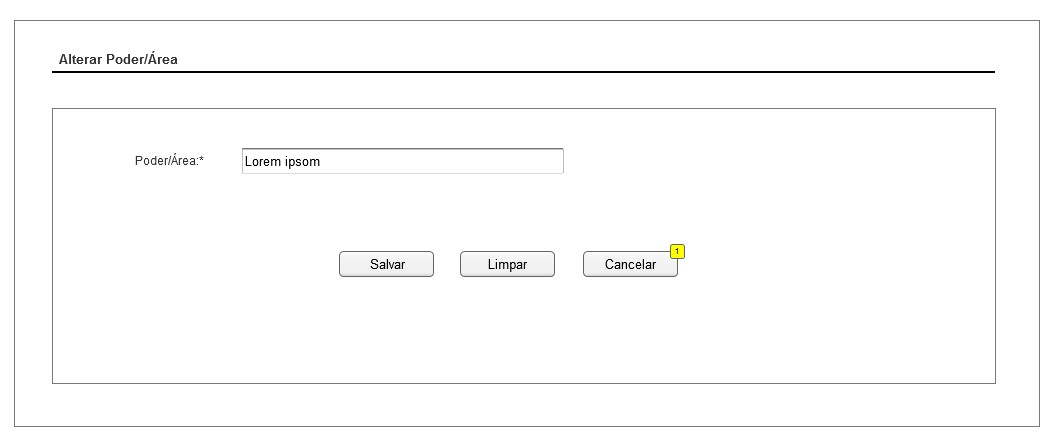 Alterar Poder/Área
Poder/Área:* Lorem ipsom
Salvar Limpar Cancelar 1